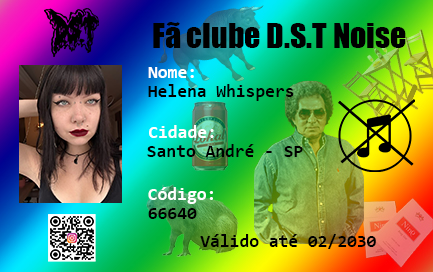 D.S.T
Fã clube D.S.T Noise
Nome:
Helena Whispers
Cidade:
Santo André - SP
Código:
66640
Válido até 02/2030